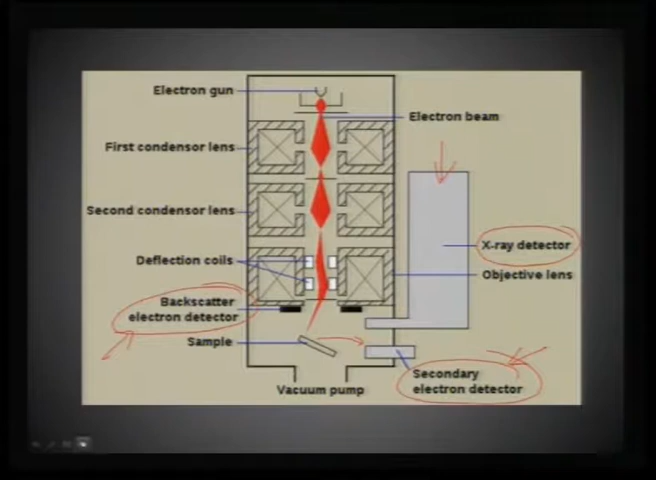 Electron gun
Electron beam
First condensor lens
Second condensor lens
Deflection coils
X-ray detector
Objective lens
Backscatter
electron detector
Sample
Secondary
electron detector
Vacuum pump